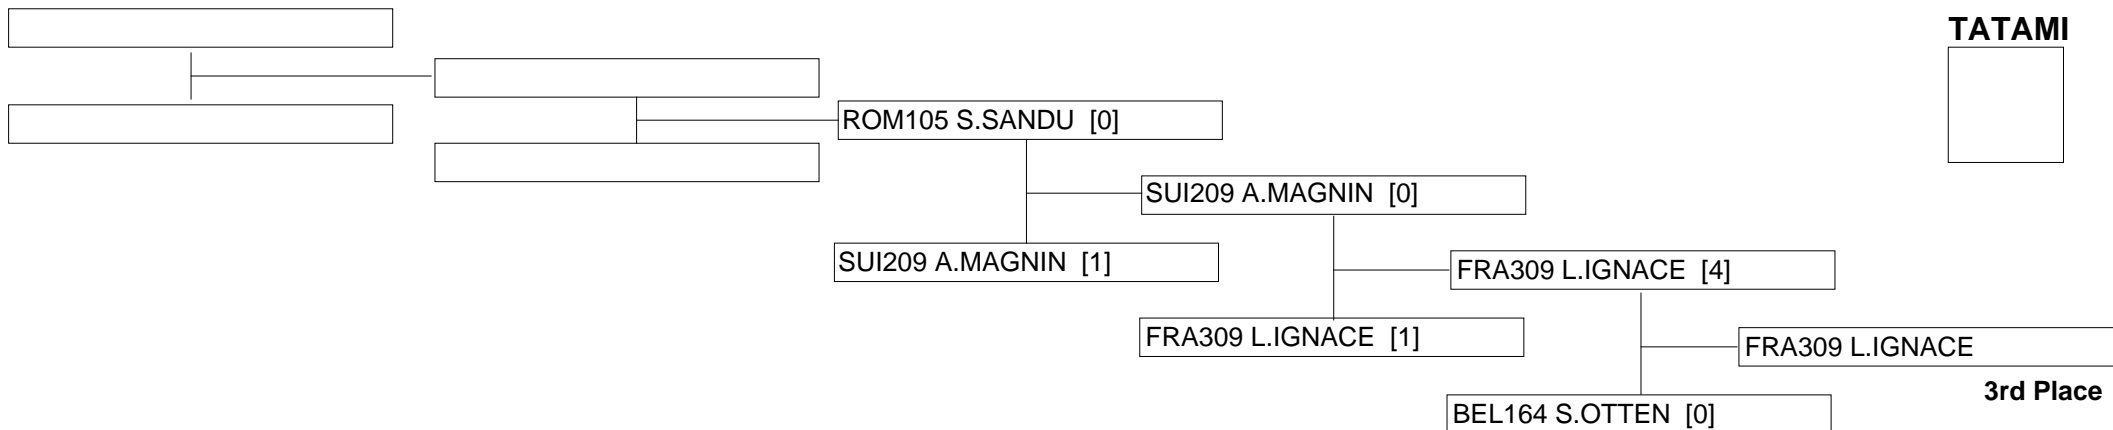 TATAMI
ROM105 S.SANDU [0]
SUI209 A.MAGNIN [0]
SUI209 A.MAGNIN [1]
FRA309 L.IGNACE [4]
FRA309 L.IGNACE [1]
FRA309 L.IGNACE
3rd Place
BEL164 S.OTTEN [0]